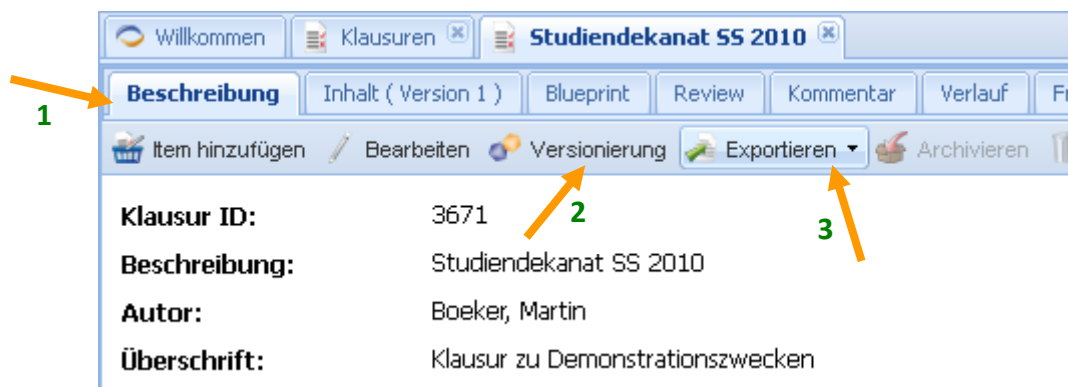 Willkommen Klausuren Studiendekanat SS 2010
1 Beschreibung Inhalt ( Version 1 ) Blueprint Review Kommentar Verlauf
Item hinzufügen Bearbeiten Versionierung Exportieren Archivieren
Klausur ID: 3671 2 3
Beschreibung: Studiendekanat SS 2010
Autor: Boeker, Martin
Überschrift: Klausur zu Demonstrationszwecken